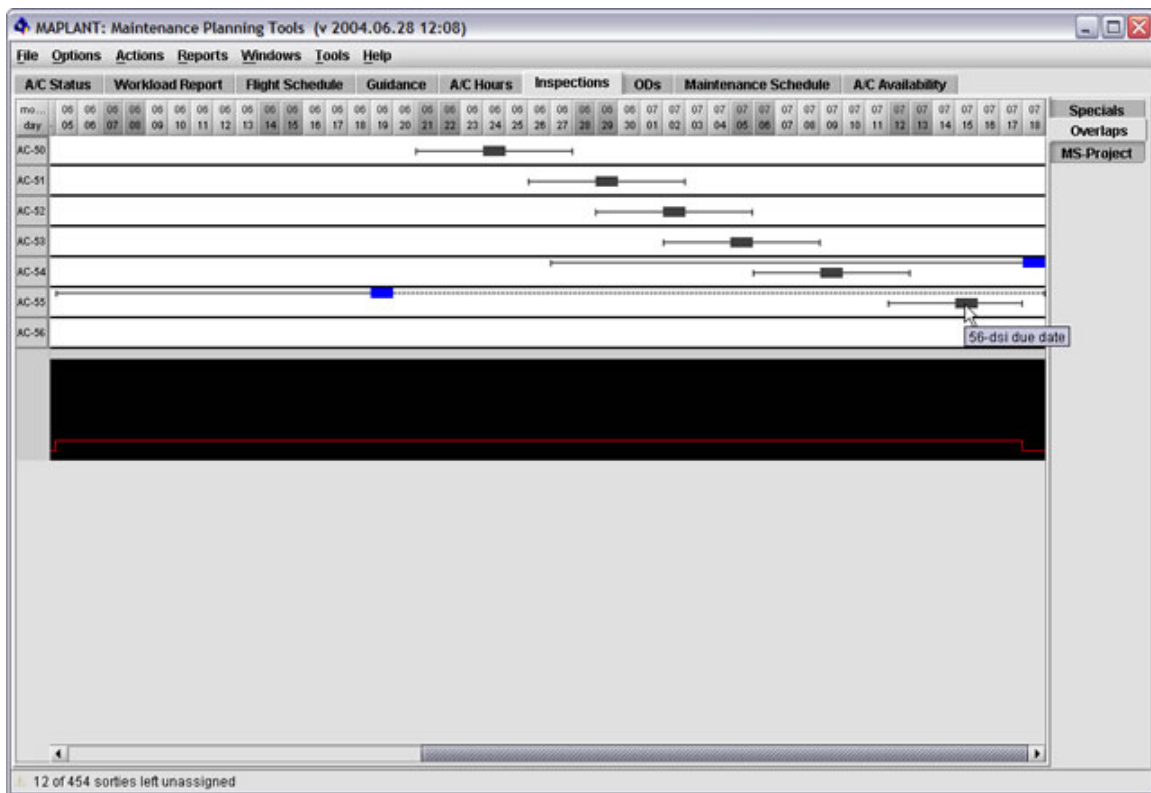 MAPLANT: Maintenance Planning Tools (v 2004.06.28 12:08)
File Options Actions Reports Windows Tools Help
A/C Status Workload Report Flight Schedule Guidance A/C Hours Inspections ODs Maintenance Schedule A/C Availability
mo... 06 06 06 06 06 06 06 06 06 06 06 06 06 06 06 06 06 06 06 06 06 06 06 06 06 06 07 07 07 07 07 07 07 07 07 07 07 07 07 07 07 07 07 07
day 05 06 07 08 09 10 11 12 13 14 15 16 17 18 19 20 21 22 23 24 25 26 27 28 29 30 01 02 03 04 05 06 07 08 09 10 11 12 13 14 15 16 17 18
Specials
Overlaps
MS-Project
AC-50
AC-51
AC-52
AC-53
AC-54
AC-55
AC-56
56-dsi due date
12 of 454 sorties left unassigned